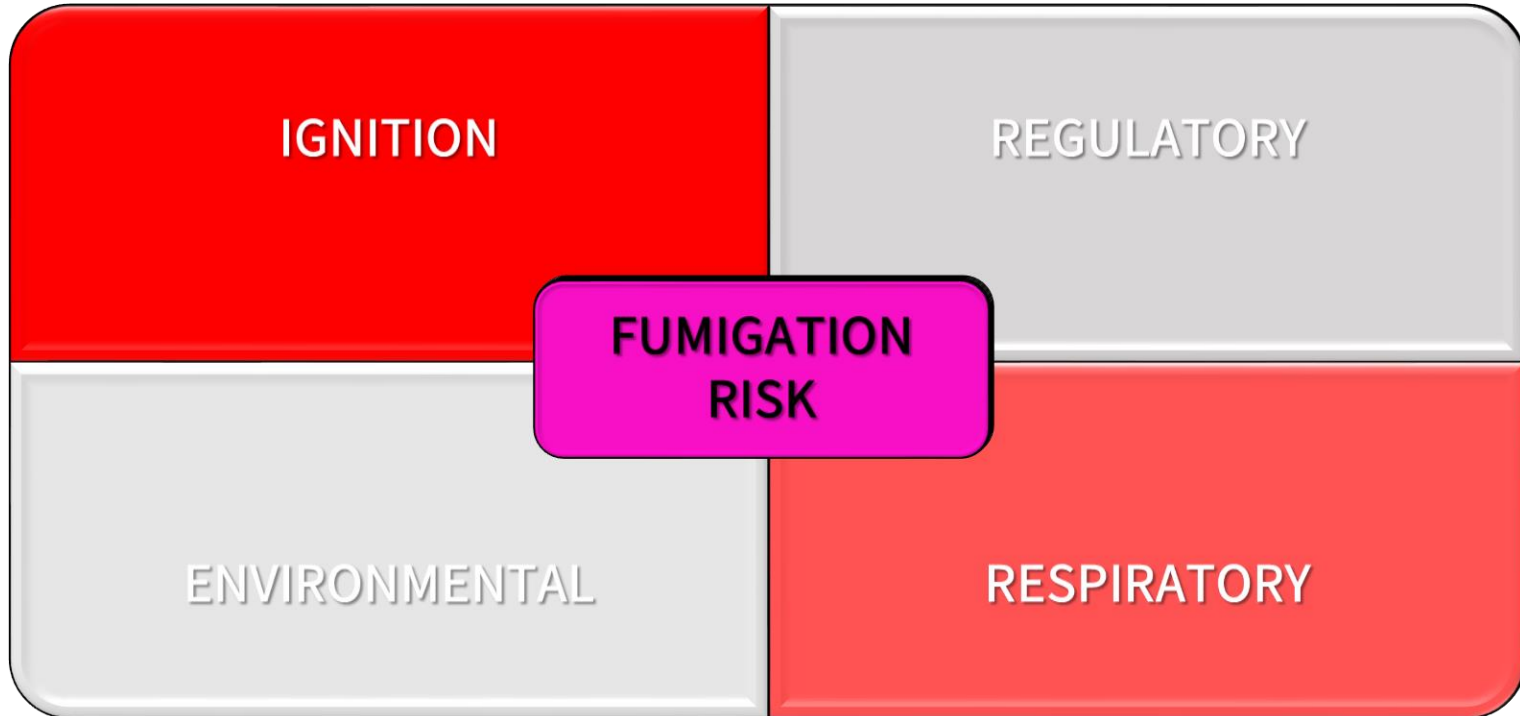 IGNITION
REGULATORY
FUMIGATION
RISK
ENVIRONMENTAL
RESPIRATORY